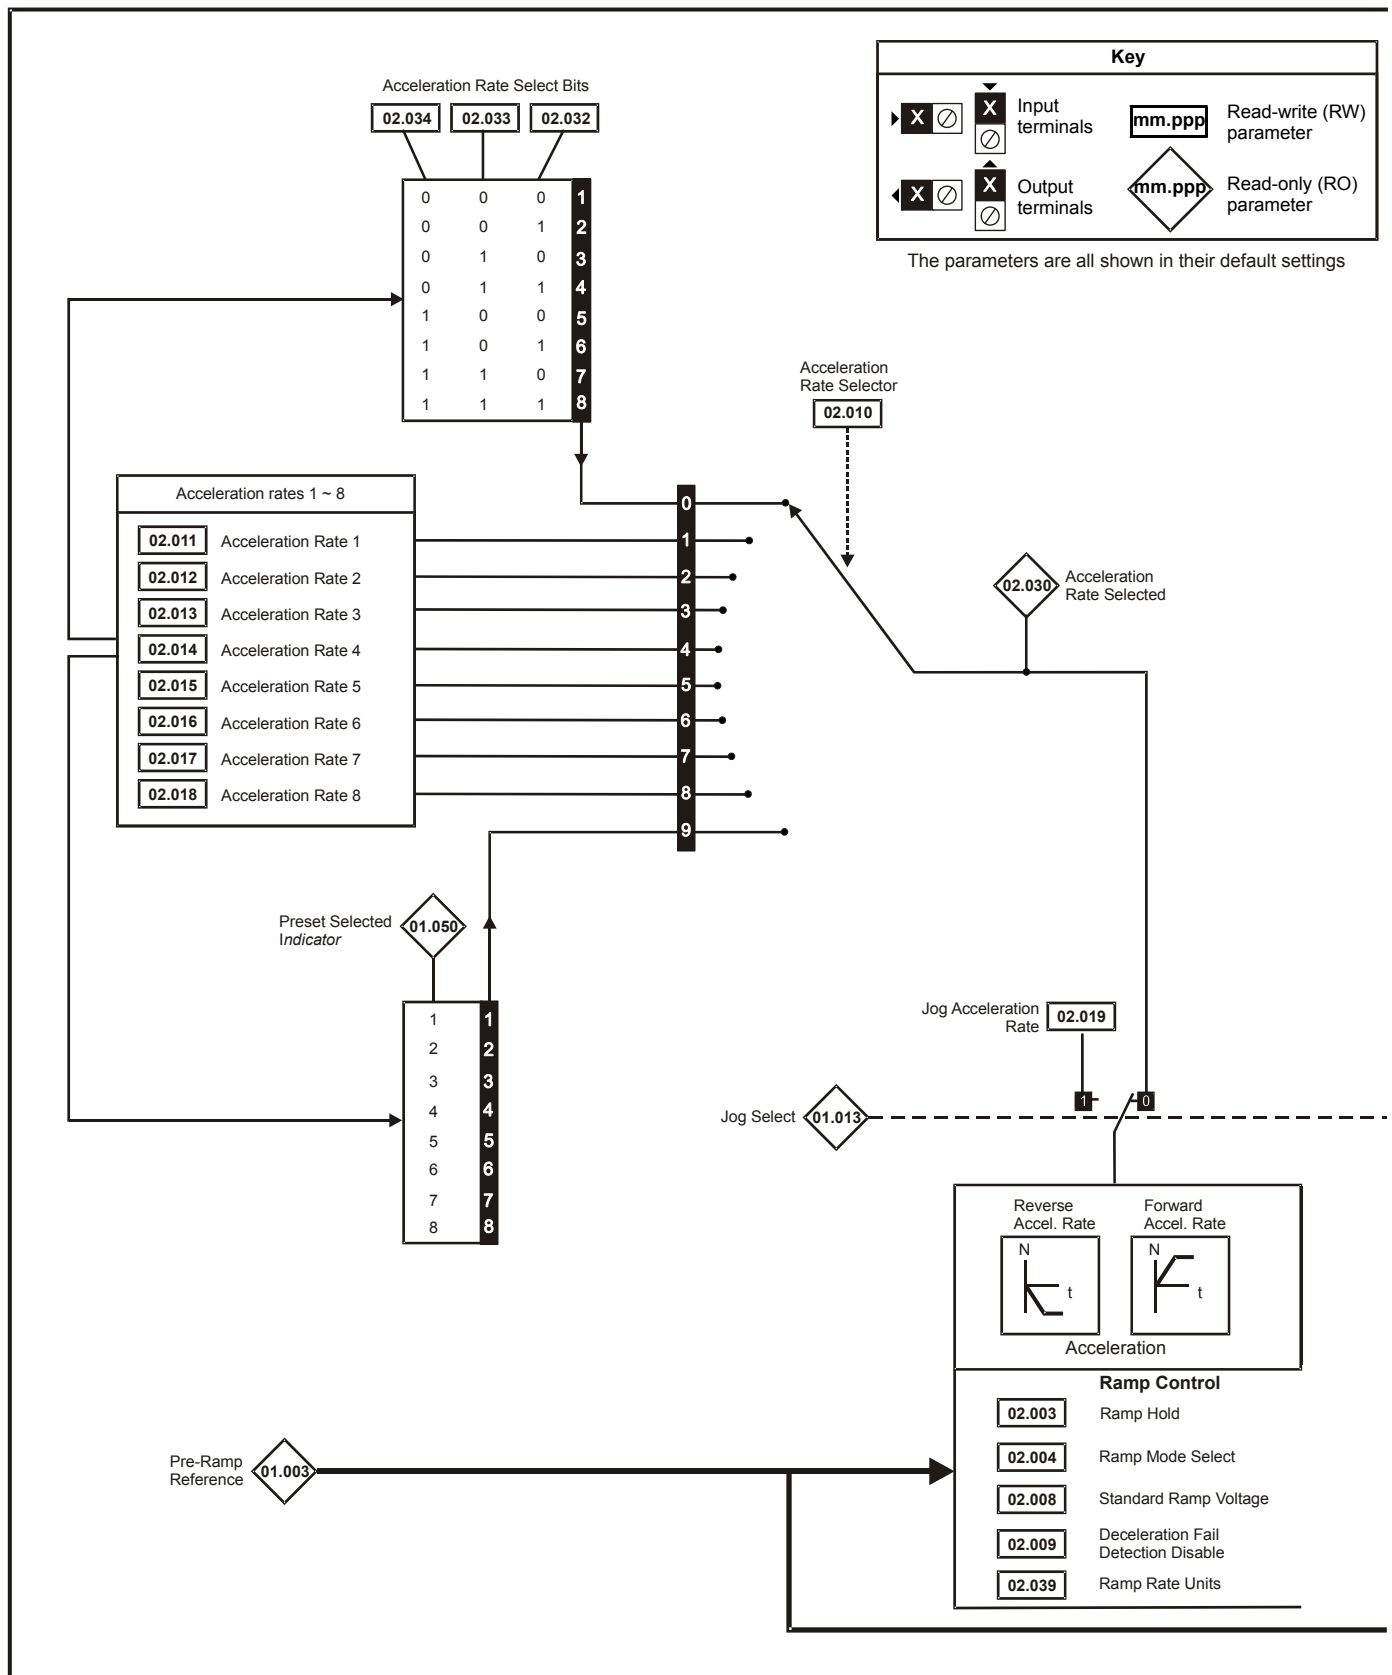 Key
X
X
Input
terminals
mm.ppp
Read-write (RW)
parameter
X
X
Output
terminals
mm.ppp
Read-only (RO)
parameter
The parameters are all shown in their default settings
Acceleration Rate Select Bits
02.034 02.033 02.032
0 0 0 1
0 0 1 2
0 1 0 3
0 1 1 4
1 0 0 5
1 0 1 6
1 1 0 7
1 1 1 8
Acceleration
Rate Selector
02.010
Acceleration rates 1 ~ 8
02.011 Acceleration Rate 1
02.012 Acceleration Rate 2
02.013 Acceleration Rate 3
02.014 Acceleration Rate 4
02.015 Acceleration Rate 5
02.016 Acceleration Rate 6
02.017 Acceleration Rate 7
02.018 Acceleration Rate 8
0
1
2
3
4
5
6
7
8
9
02.030
Acceleration
Rate Selected
Preset Selected
Indicator
01.050
1 1
2 2
3 3
4 4
5 5
6 6
7 7
8 8
Jog Acceleration
Rate
02.019
1 0
Jog Select
01.013
Reverse
Accel. Rate
N
t
Forward
Accel. Rate
N
t
Acceleration
Ramp Control
02.003 Ramp Hold
02.004 Ramp Mode Select
02.008 Standard Ramp Voltage
02.009
Deceleration Fail
Detection Disable
02.039 Ramp Rate Units
Pre-Ramp
Reference
01.003